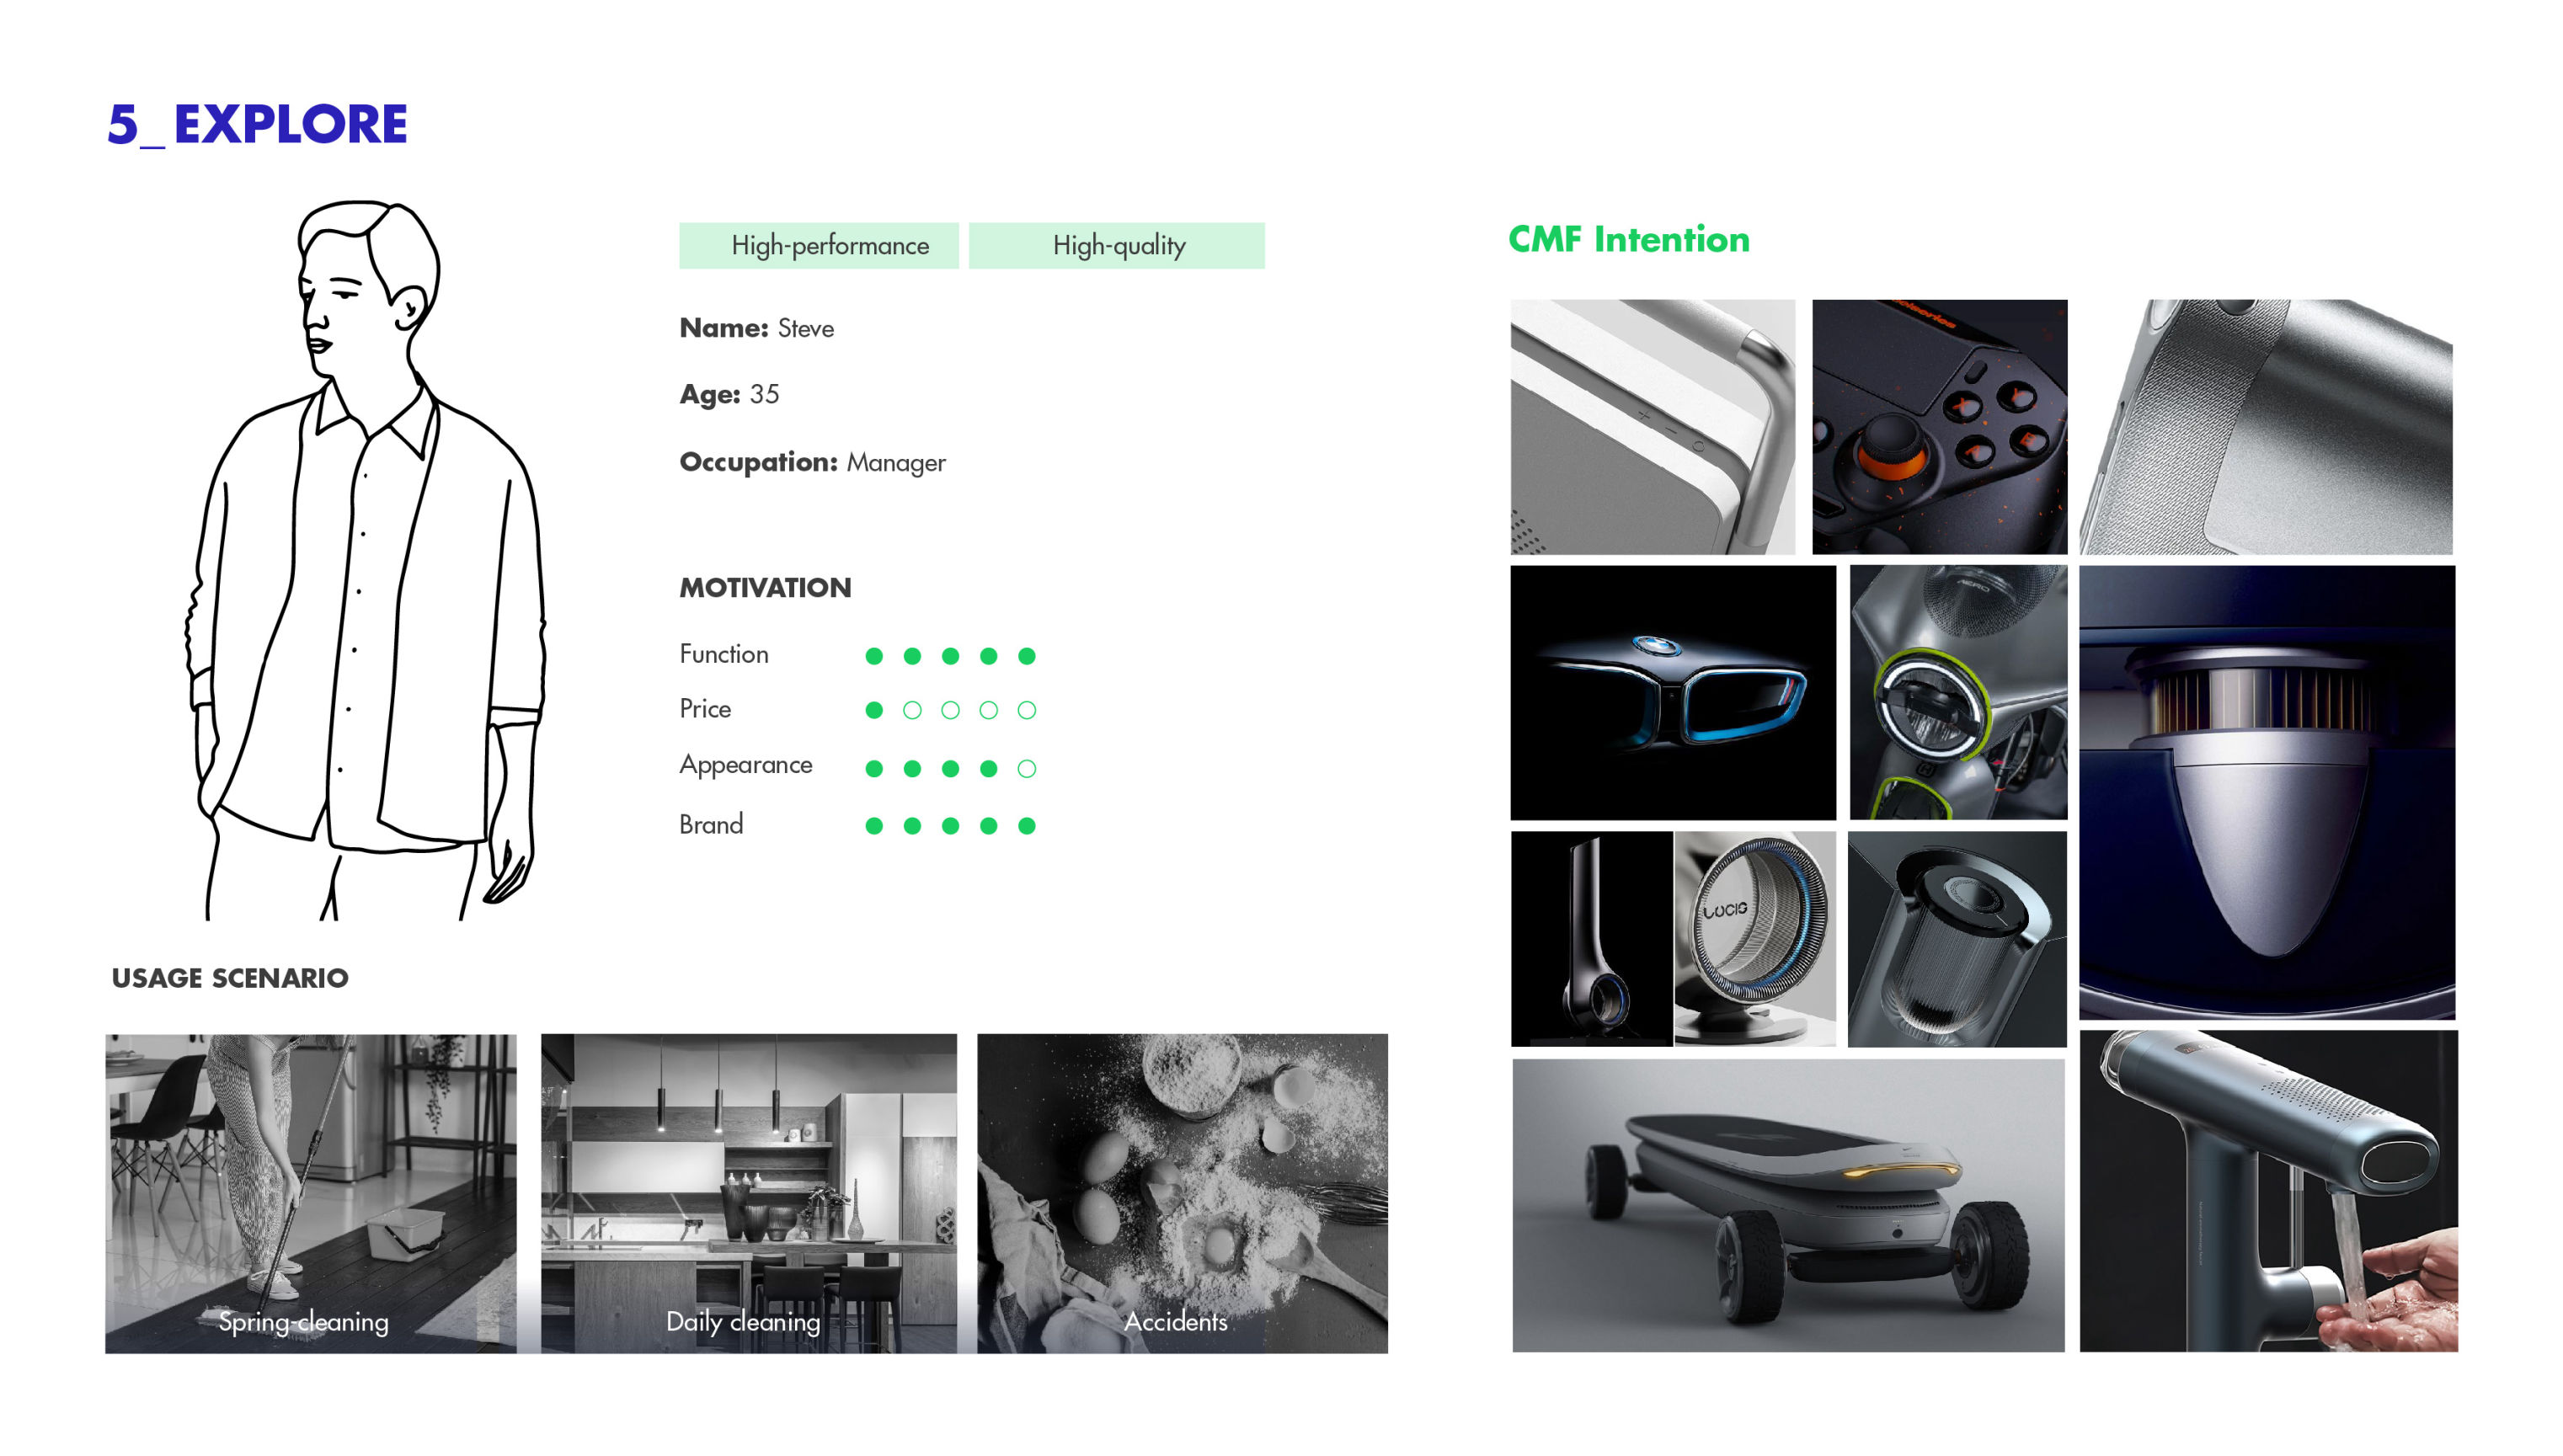 5_EXPLORE
High-performance
High-quality
Name: Steve
Age: 35
Occupation: Manager
MOTIVATION
Function
Price
Appearance
Brand
USAGE SCENARIO
Spring-cleaning
Daily cleaning
Accidents
CMF Intention
X
Y
A
B